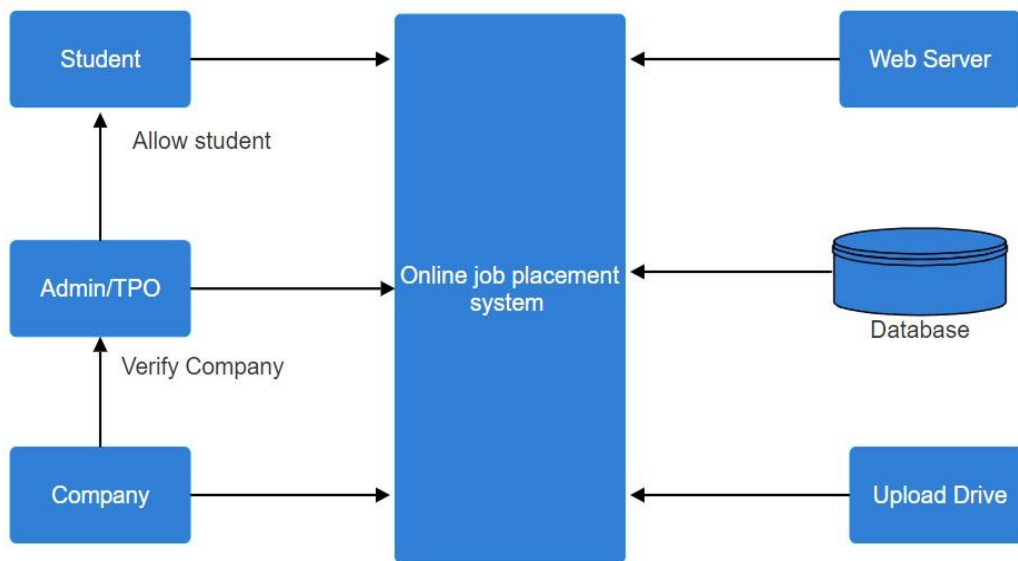 Student
Web Server
Allow student
Admin/TPO
Online job placement
system
Database
Verify Company
Company
Upload Drive